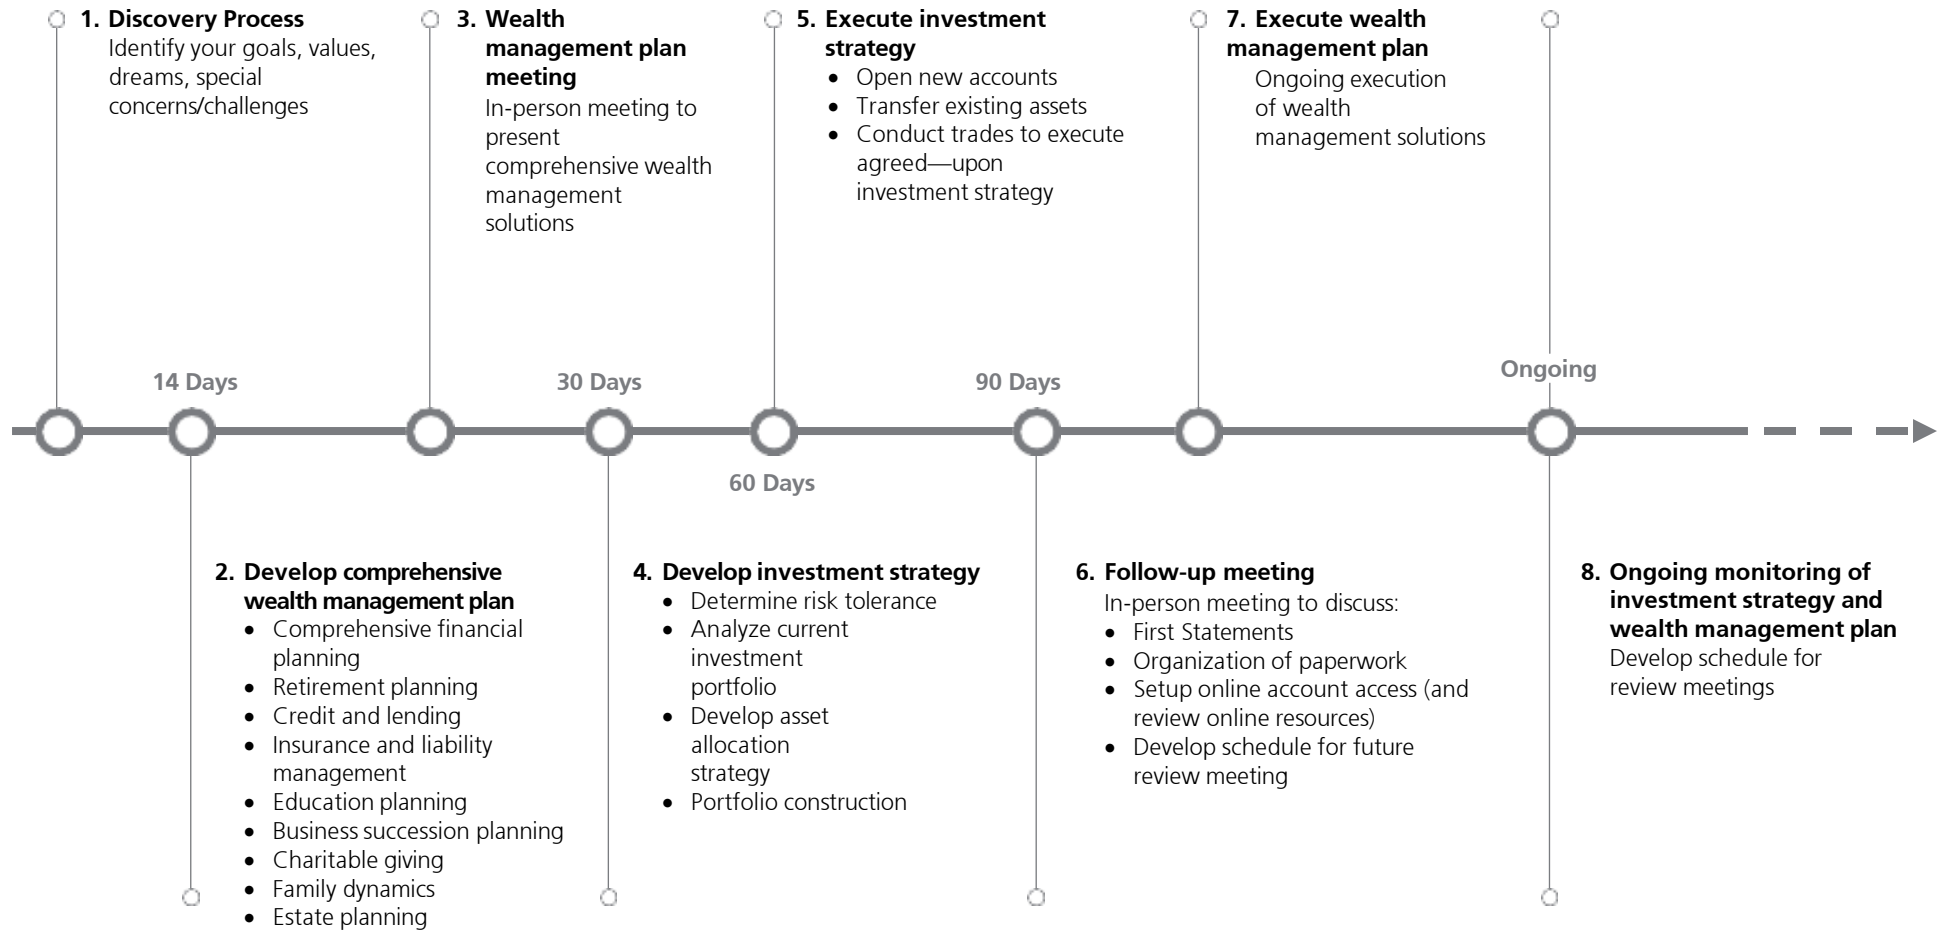 1. Discovery Process
Identify your goals, values,
dreams, special
concerns/challenges
3. Wealth
management plan
meeting
In-person meeting to
present
comprehensive wealth
management
solutions
5. Execute investment
strategy
• Open new accounts
• Transfer existing assets
• Conduct trades to execute
agreed—upon
investment strategy
7. Execute wealth
management plan
Ongoing execution
of wealth
management solutions
14 Days
30 Days
60 Days
90 Days
Ongoing
2. Develop comprehensive
wealth management plan
• Comprehensive financial
planning
• Retirement planning
• Credit and lending
• Insurance and liability
management
• Education planning
• Business succession planning
• Charitable giving
• Family dynamics
• Estate planning
4. Develop investment strategy
• Determine risk tolerance
• Analyze current
investment
portfolio
• Develop asset
allocation
strategy
• Portfolio construction
6. Follow-up meeting
In-person meeting to discuss:
• First Statements
• Organization of paperwork
• Setup online account access (and
review online resources)
• Develop schedule for future
review meeting
8. Ongoing monitoring of
investment strategy and
wealth management plan
Develop schedule for
review meetings